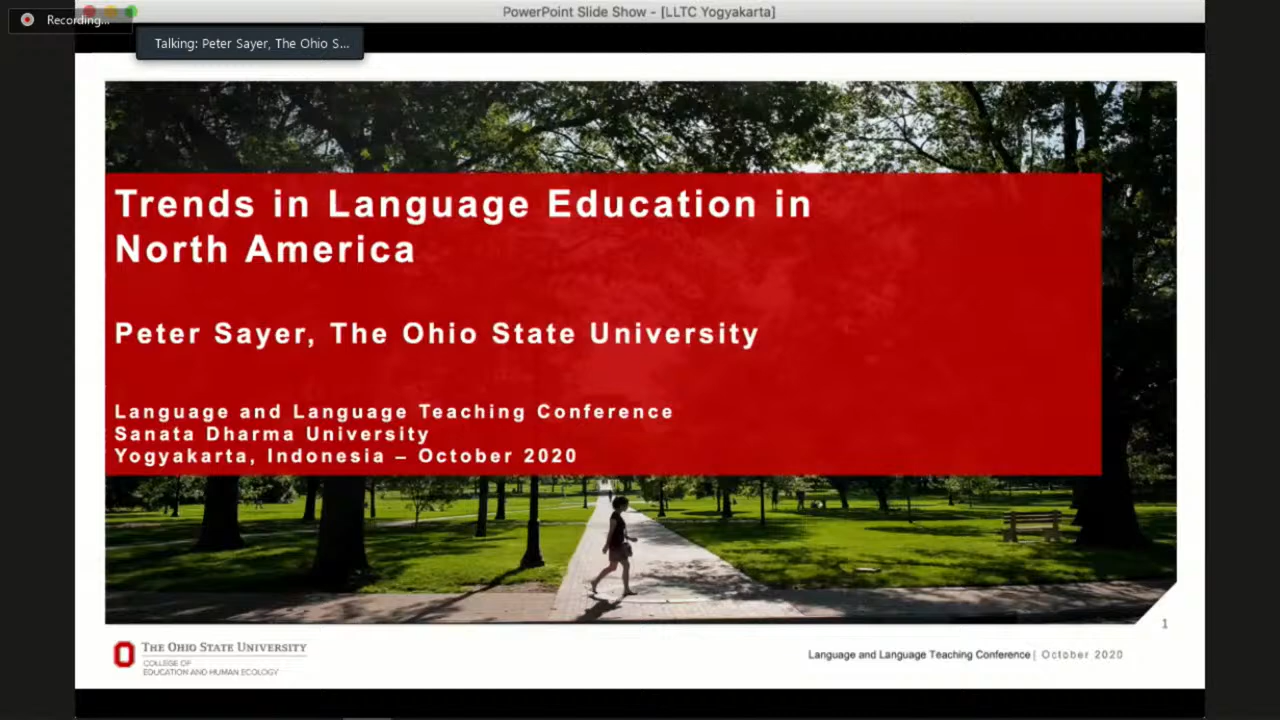 PowerPoint Slide Show - [LLTC Yogyakarta]
Recording...
Talking: Peter Sayer, The Ohio S...
Trends in Language Education in
North America
Peter Sayer, The Ohio State University
Language and Language Teaching Conference
Sanata Dharma University
Yogyakarta, Indonesia – October 2020
1
THE OHIO STATE UNIVERSITY
COLLEGE OF
EDUCATION AND HUMAN ECOLOGY
Language and Language Teaching Conference | October 2020